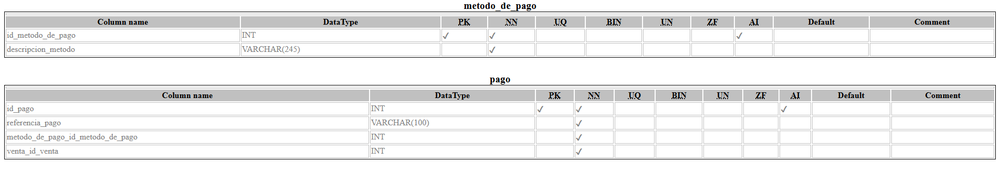 metodo_de_pago
Column name DataType PK NN UQ BIN UN ZF AI Default Comment
id_metodo_de_pago INT ✓ ✓ ✓
descripcion_metodo VARCHAR(245) ✓
pago
Column name DataType PK NN UQ BIN UN ZF AI Default Comment
id_pago INT ✓ ✓ ✓
referencia_pago VARCHAR(100) ✓
metodo_de_pago_id_metodo_de_pago INT ✓
venta_id_venta INT ✓